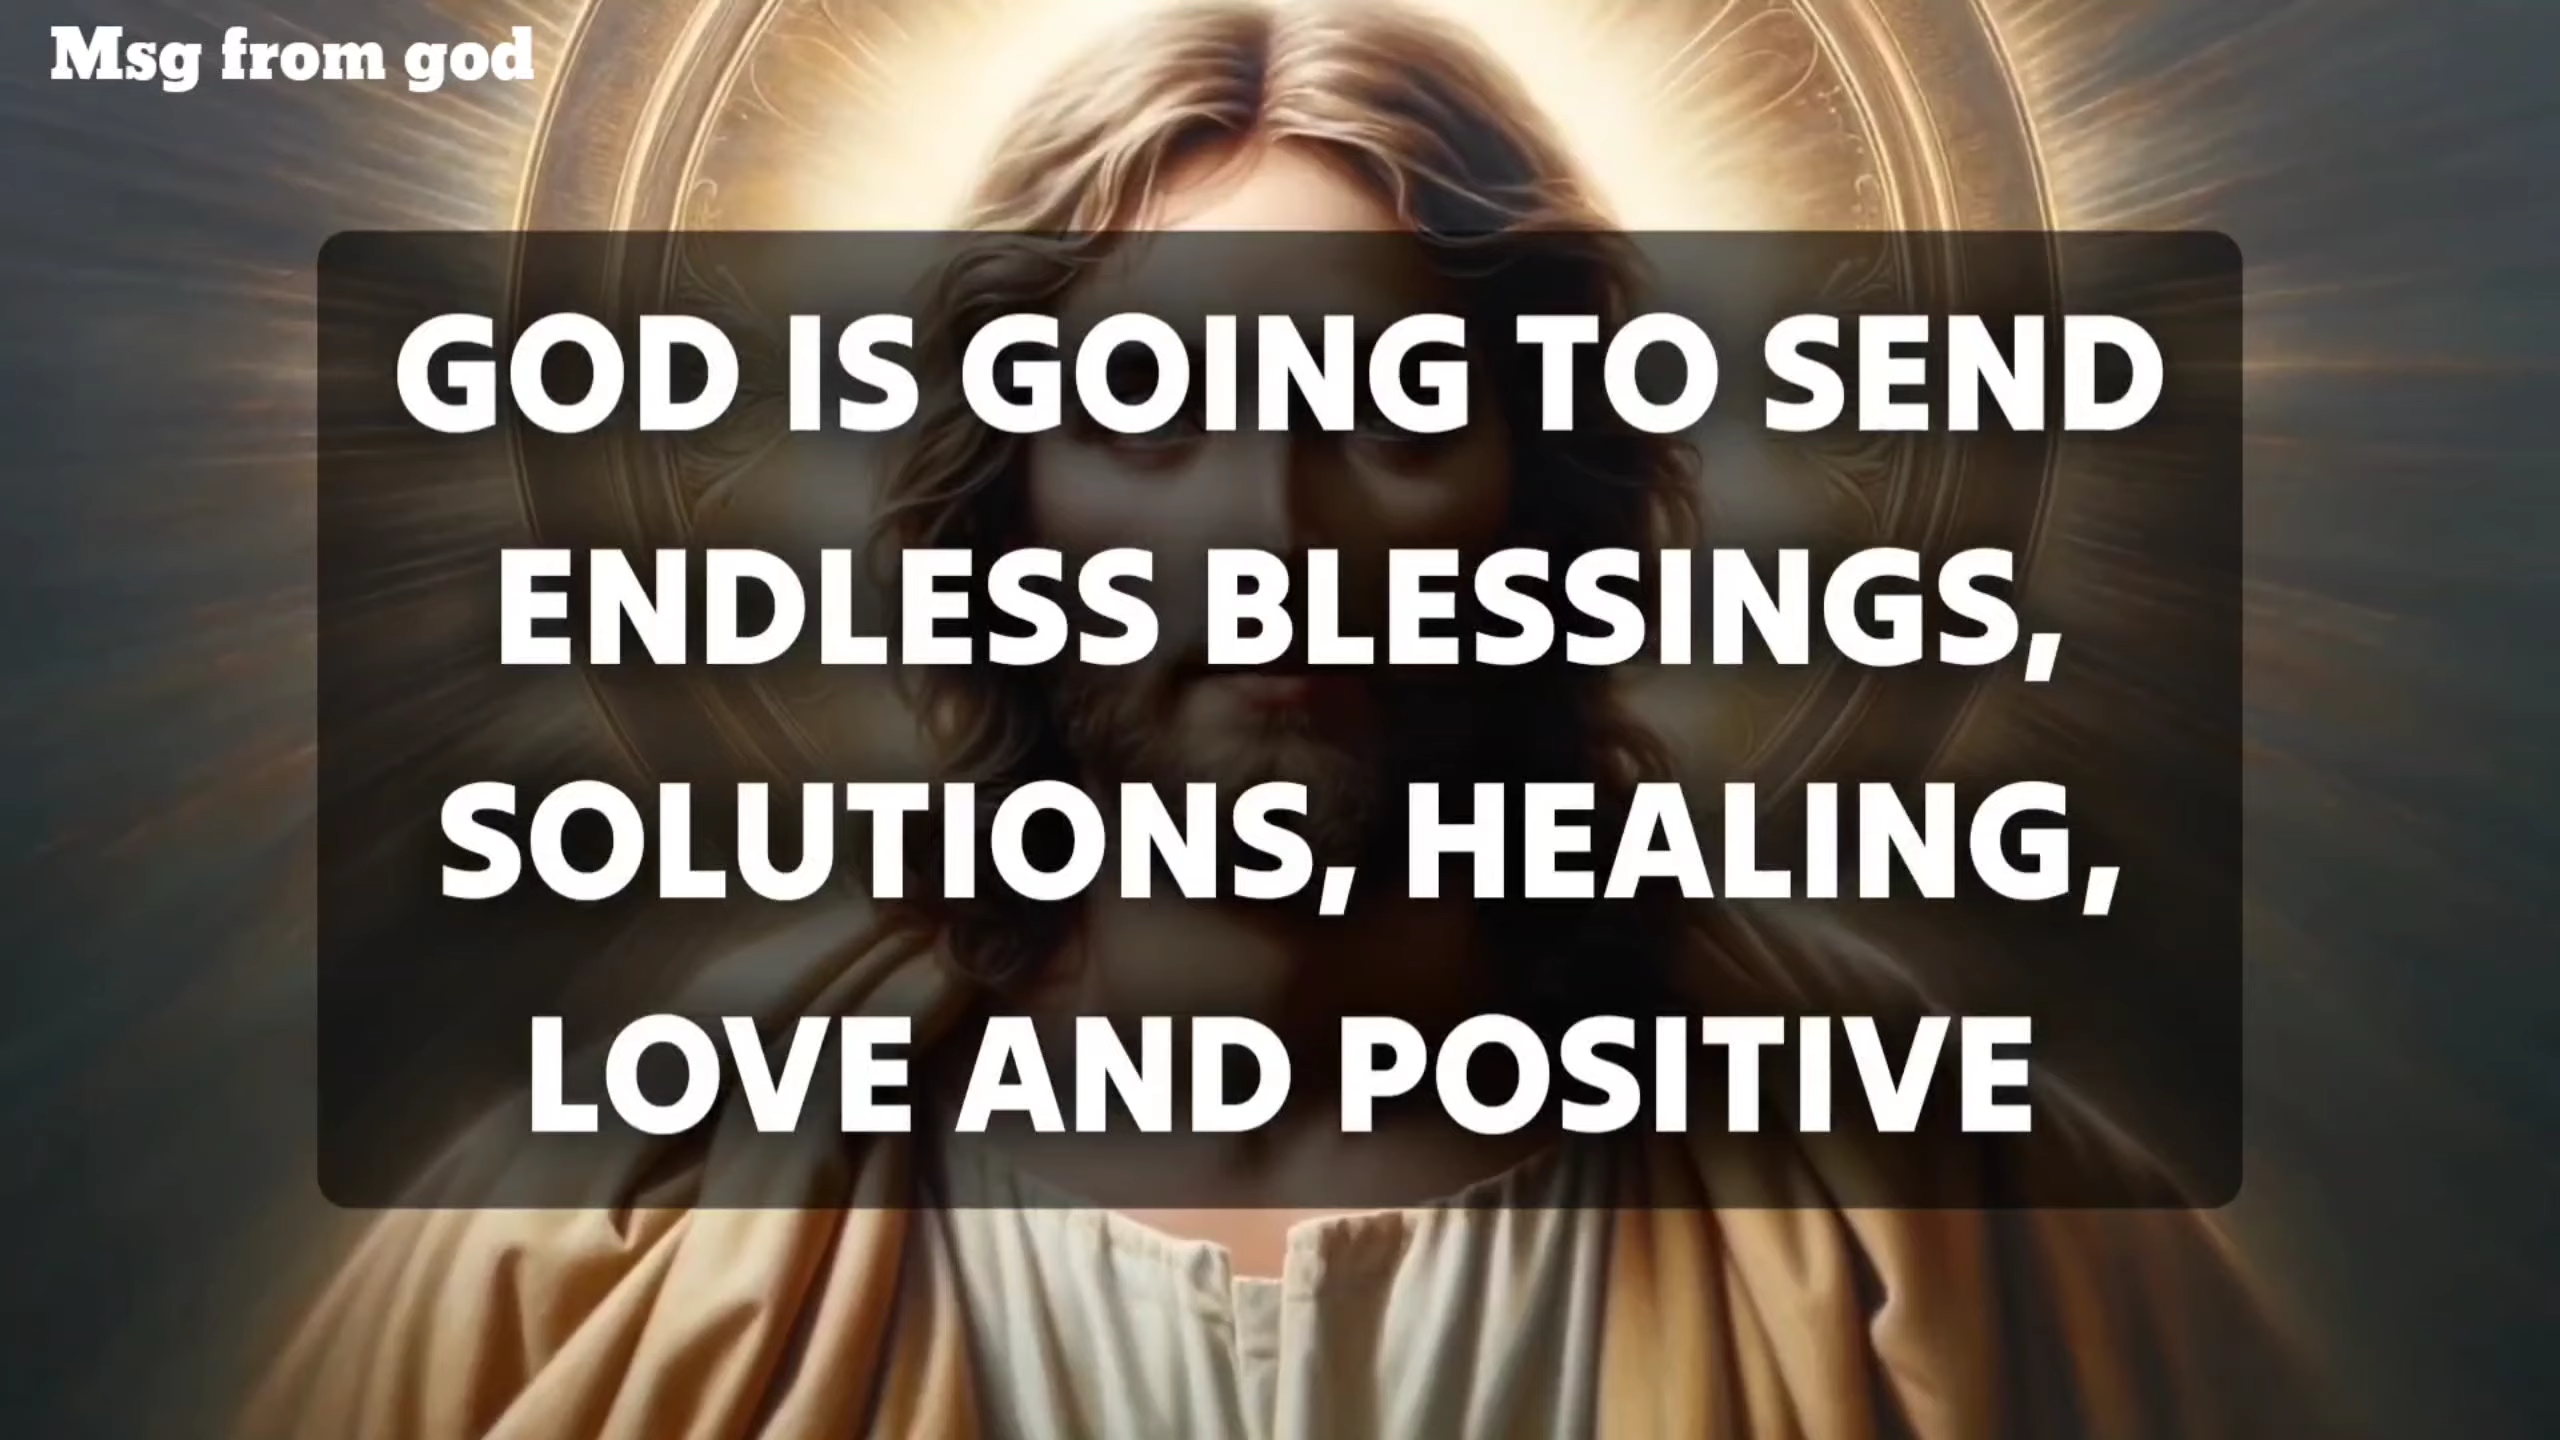 Msg from god
GOD IS GOING TO SEND
ENDLESS BLESSINGS,
SOLUTIONS, HEALING,
LOVE AND POSITIVE